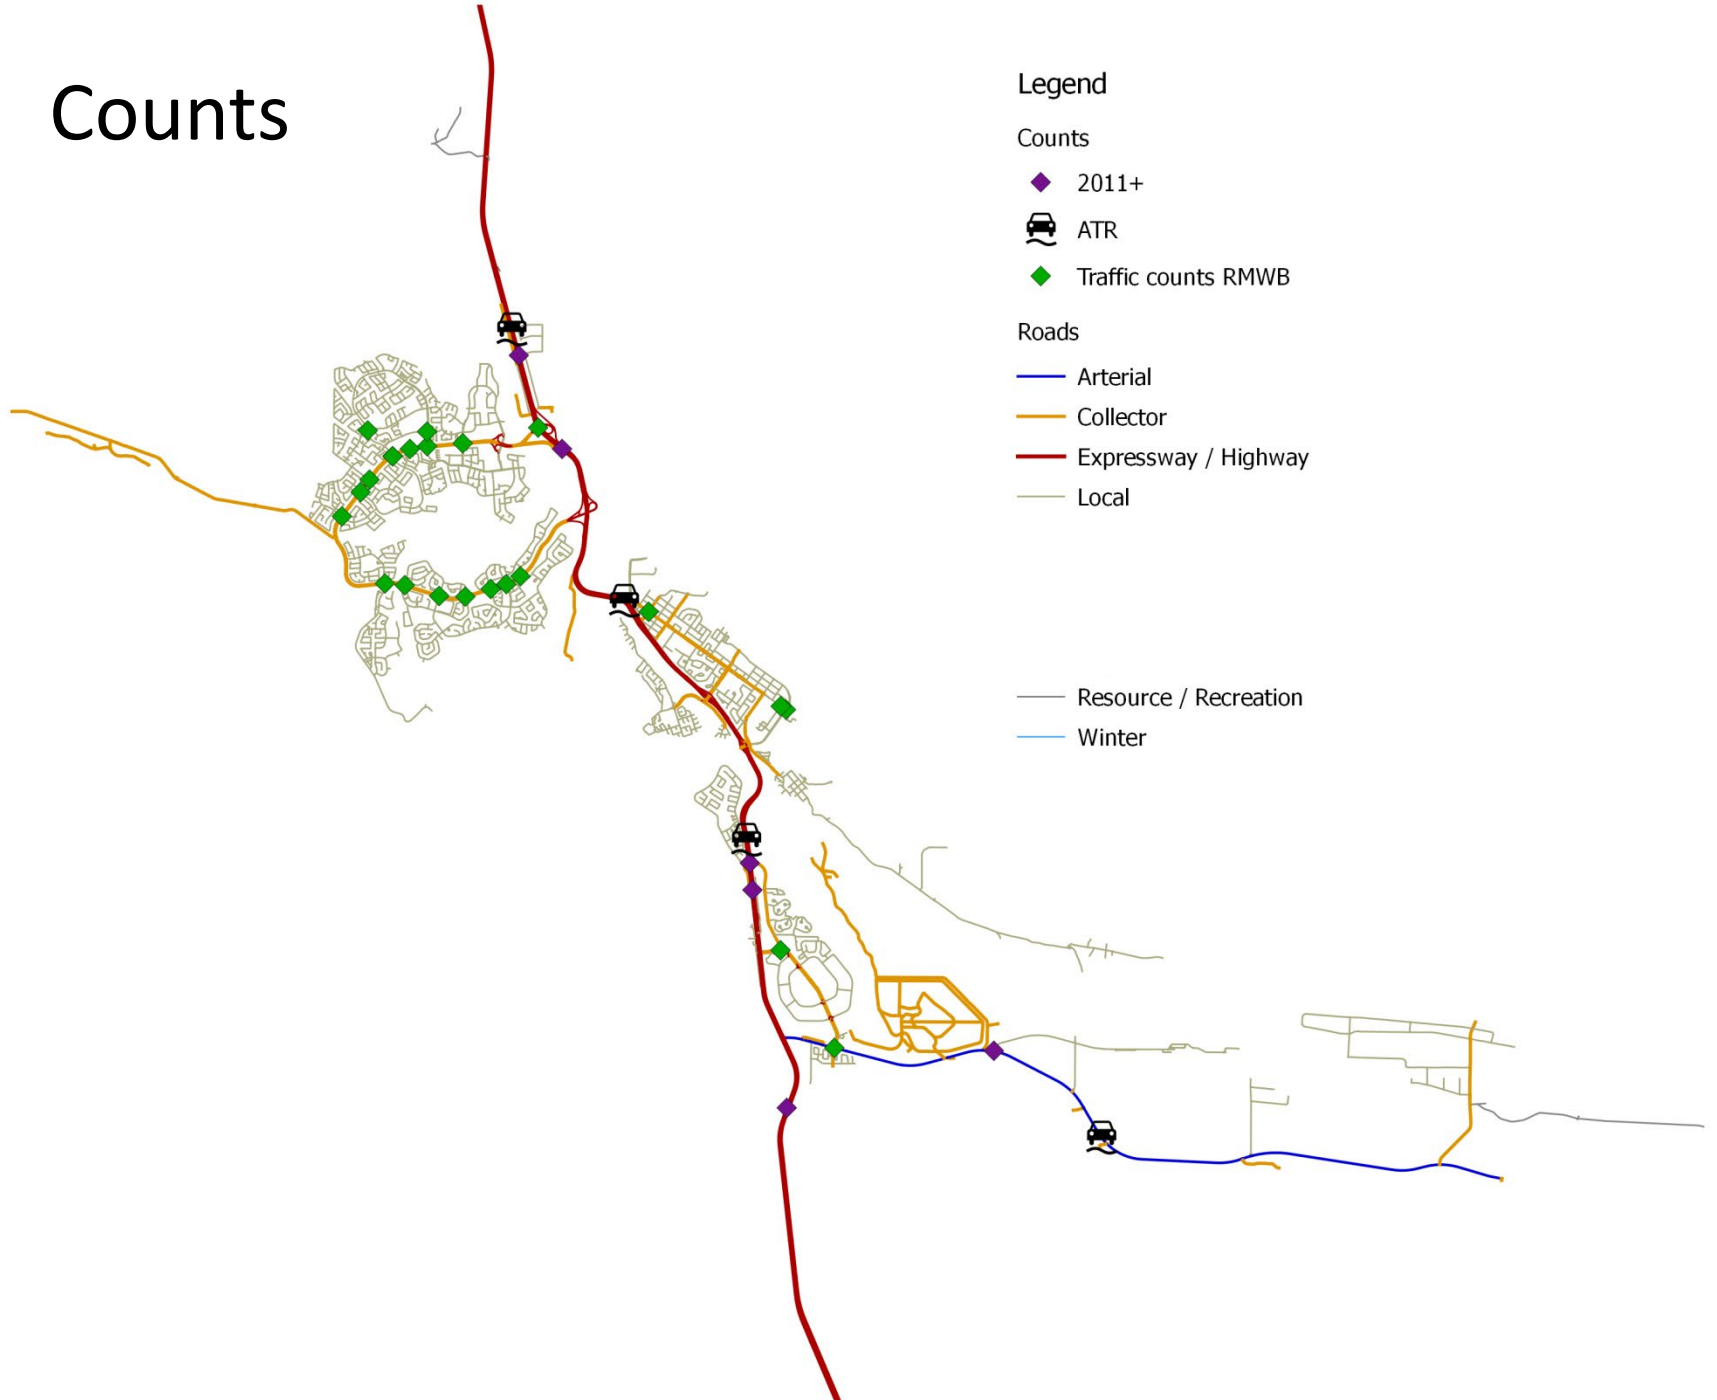 Counts
Legend
Counts
2011+
ATR
Traffic counts RMWB
Roads
Arterial
Collector
Expressway / Highway
Local
Resource / Recreation
Winter